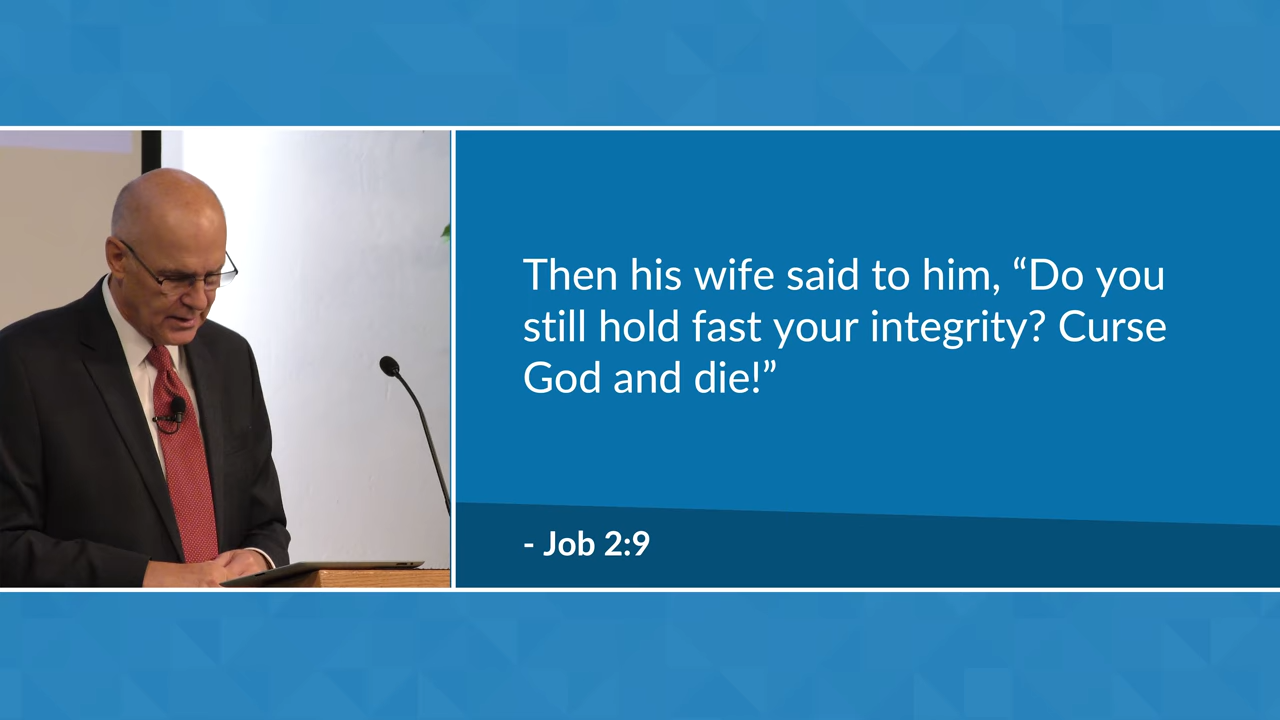 Then his wife said to him, “Do you
still hold fast your integrity? Curse
God and die!”
- Job 2:9